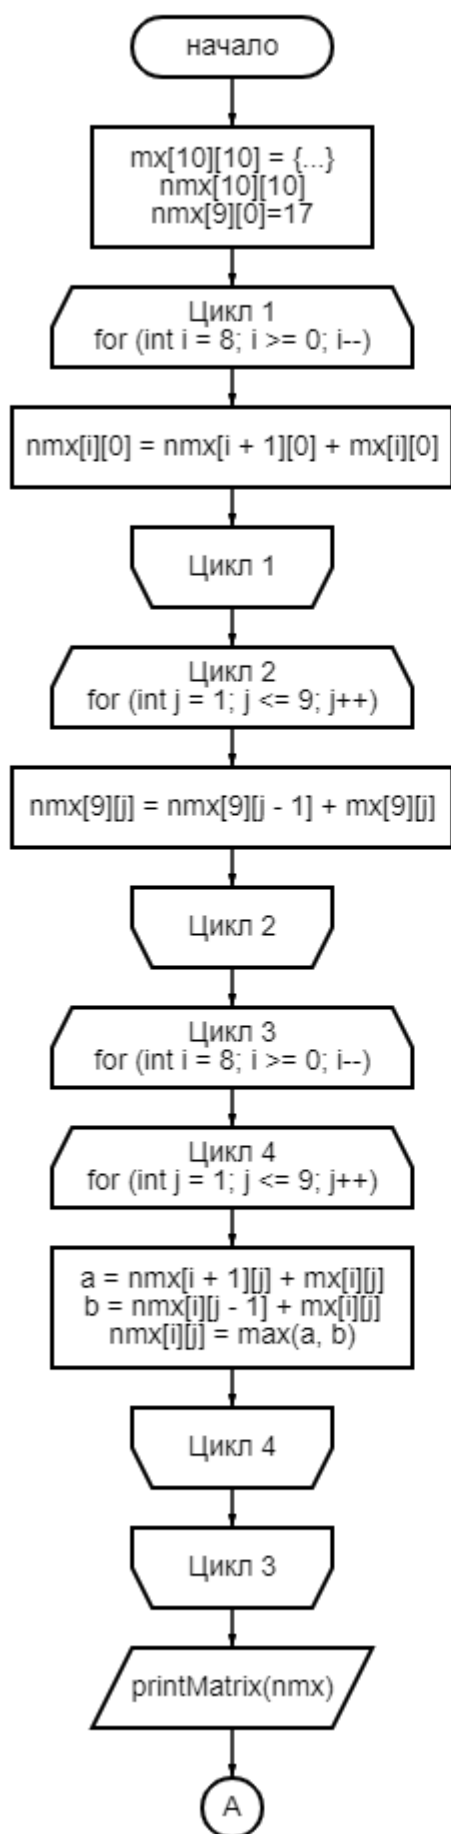 начало
mx[10][10] = {...}
nmx[10][10]
nmx[9][0]=17
Цикл 1
for (int i = 8; i >= 0; i--)
nmx[i][0] = nmx[i + 1][0] + mx[i][0]
Цикл 1
Цикл 2
for (int j = 1; j <= 9; j++)
nmx[9][j] = nmx[9][j - 1] + mx[9][j]
Цикл 2
Цикл 3
for (int i = 8; i >= 0; i--)
Цикл 4
for (int j = 1; j <= 9; j++)
a = nmx[i + 1][j] + mx[i][j]
b = nmx[i][j - 1] + mx[i][j]
nmx[i][j] = max(a, b)
Цикл 4
Цикл 3
printMatrix(nmx)
A